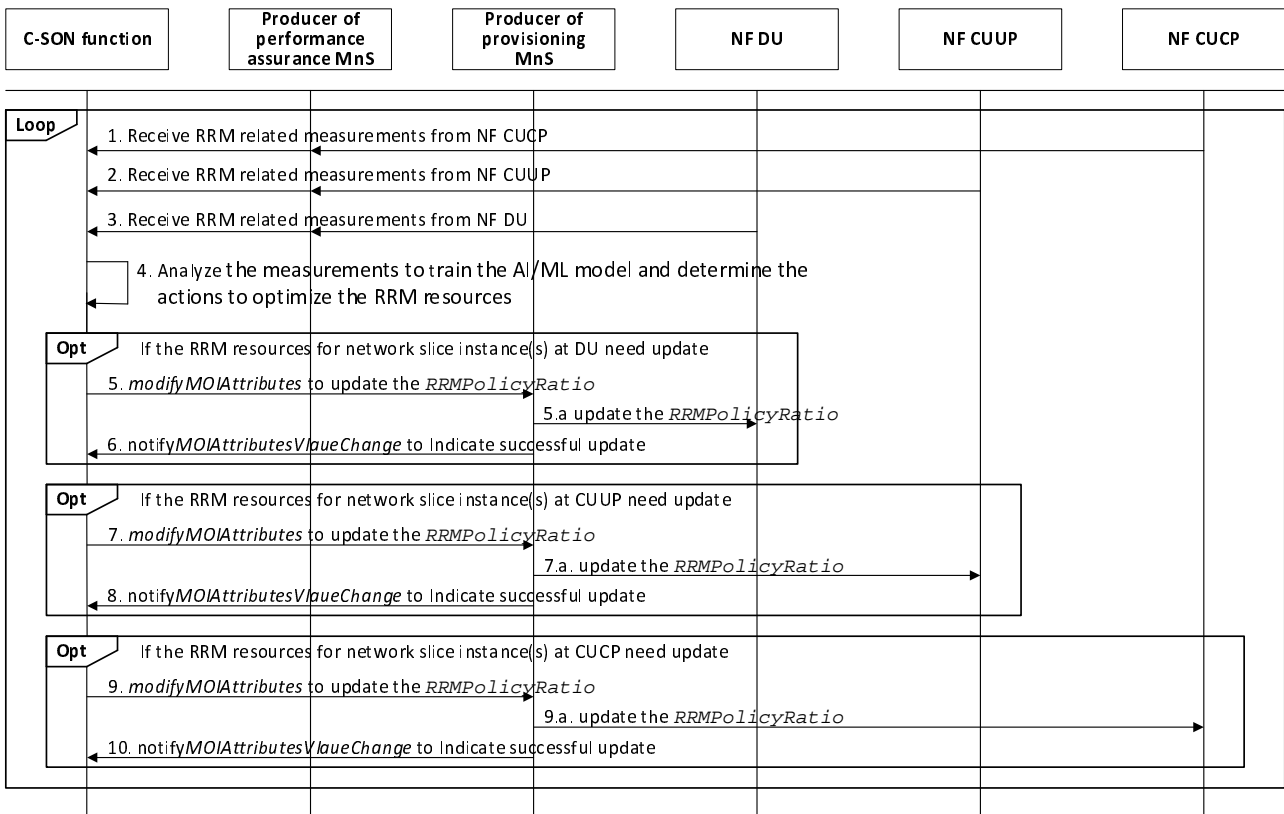 C-SON function
Producer of
performance
assurance MnS
Producer of
provisioning
MnS
NF DU
NF CUUP
NF CUCP
Loop
1. Receive RRM related measurements from NF CUCP
2. Receive RRM related measurements from NF CUUP
3. Receive RRM related measurements from NF DU
4. Analyze the measurements to train the AI/ML model and determine the
actions to optimize the RRM resources
Opt
If the RRM resources for network slice instance(s) at DU need update
5. modifyMOIAttributes to update the RRMPolicyRatio
5.a update the RRMPolicyRatio
6. notifyMOIAttributesVlaueChange to Indicate successful update
Opt
If the RRM resources for network slice instance(s) at CUUP need update
7. modifyMOIAttributes to update the RRMPolicyRatio
7.a. update the RRMPolicyRatio
8. notifyMOIAttributesVlaueChange to Indicate successful update
Opt
If the RRM resources for network slice instance(s) at CUCP need update
9. modifyMOIAttributes to update the RRMPolicyRatio
9.a. update the RRMPolicyRatio
10. notifyMOIAttributesVlaueChange to Indicate successful update